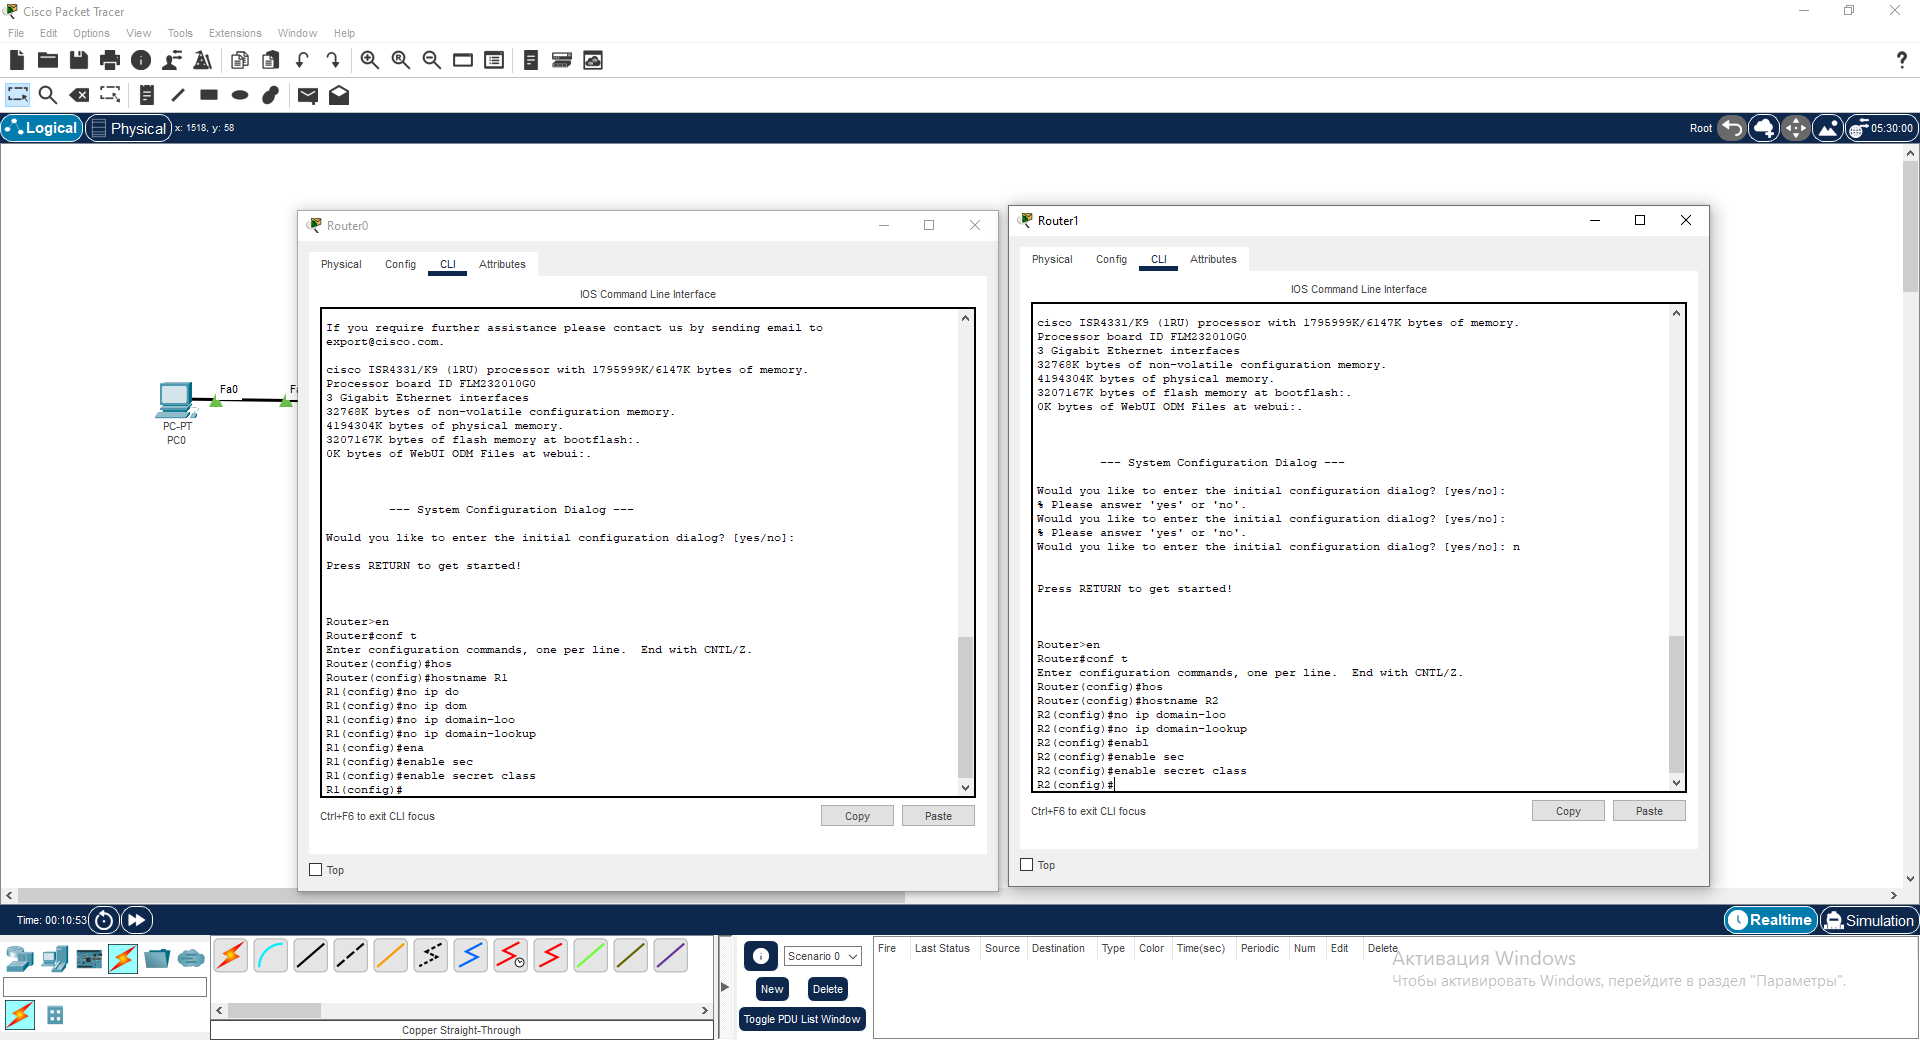 Cisco Packet Tracer
File Edit Options View Tools Extensions Window Help
Logical Physical x: 1518, y: 58
Root 05:30:00
Fa0
Fa
PC-PT
PC0
Router0
Physical Config CLI Attributes
IOS Command Line Interface
If you require further assistance please contact us by sending email to
export@cisco.com.
cisco ISR4331/K9 (1RU) processor with 1795999K/6147K bytes of memory.
Processor board ID FLM232010G0
3 Gigabit Ethernet interfaces
32768K bytes of non-volatile configuration memory.
4194304K bytes of physical memory.
3207167K bytes of flash memory at bootflash:.
0K bytes of WebUI ODM Files at webui:.
--- System Configuration Dialog ---
Would you like to enter the initial configuration dialog? [yes/no]:
Press RETURN to get started!
Router>en
Router#conf t
Enter configuration commands, one per line.  End with CNTL/Z.
Router(config)#hos
Router(config)#hostname R1
R1(config)#no ip do
R1(config)#no ip dom
R1(config)#no ip domain-loo
R1(config)#no ip domain-lookup
R1(config)#ena
R1(config)#enable sec
R1(config)#enable secret class
R1(config)#
Ctrl+F6 to exit CLI focus
Copy Paste
Top
Router1
Physical Config CLI Attributes
IOS Command Line Interface
cisco ISR4331/K9 (1RU) processor with 1795999K/6147K bytes of memory.
Processor board ID FLM232010G0
3 Gigabit Ethernet interfaces
32768K bytes of non-volatile configuration memory.
4194304K bytes of physical memory.
3207167K bytes of flash memory at bootflash:.
0K bytes of WebUI ODM Files at webui:.
--- System Configuration Dialog ---
Would you like to enter the initial configuration dialog? [yes/no]:
% Please answer 'yes' or 'no'.
Would you like to enter the initial configuration dialog? [yes/no]:
% Please answer 'yes' or 'no'.
Would you like to enter the initial configuration dialog? [yes/no]: n
Press RETURN to get started!
Router>en
Router#conf t
Enter configuration commands, one per line.  End with CNTL/Z.
Router(config)#hos
Router(config)#hostname R2
R2(config)#no ip domain-loo
R2(config)#no ip domain-lookup
R2(config)#enabl
R2(config)#enable sec
R2(config)#enable secret class
R2(config)#
Ctrl+F6 to exit CLI focus
Copy Paste
Top
Time: 00:10:53
Realtime Simulation
Copper Straight-Through
Scenario 0
New Delete
Toggle PDU List Window
Fire Last Status Source Destination Type Color Time(sec) Periodic Num Edit Delete
Активация Windows
Чтобы активировать Windows, перейдите в раздел "Параметры".